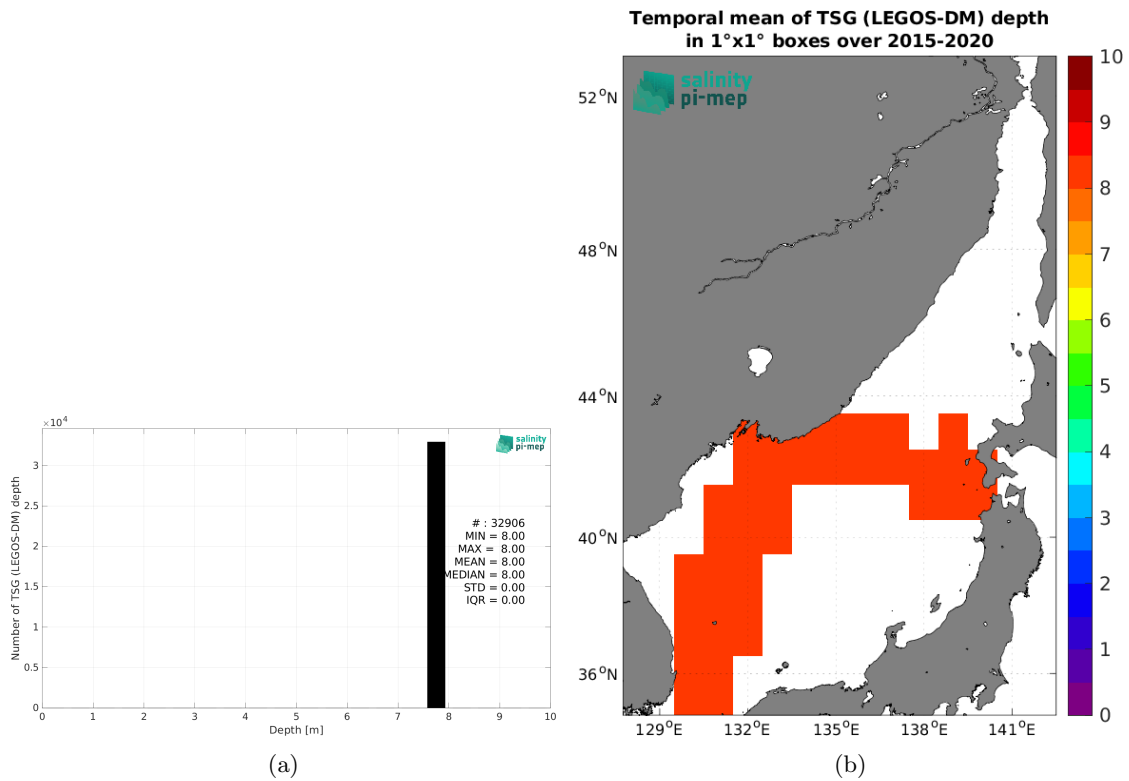 ×10⁴
3
2.5
2
1.5
1
0.5
0
Number of TSG (LEGOS-DM) depth
salinity
pi-mep
# : 32906
MIN = 8.00
MAX = 8.00
MEAN = 8.00
MEDIAN = 8.00
STD = 0.00
IQR = 0.00
0 1 2 3 4 5 6 7 8 9 10
Depth [m]
(a)
Temporal mean of TSG (LEGOS-DM) depth
in 1°x1° boxes over 2015-2020
salinity
pi-mep
52°N
48°N
44°N
40°N
36°N
129°E 132°E 135°E 138°E 141°E
10
9
8
7
6
5
4
3
2
1
0
(b)